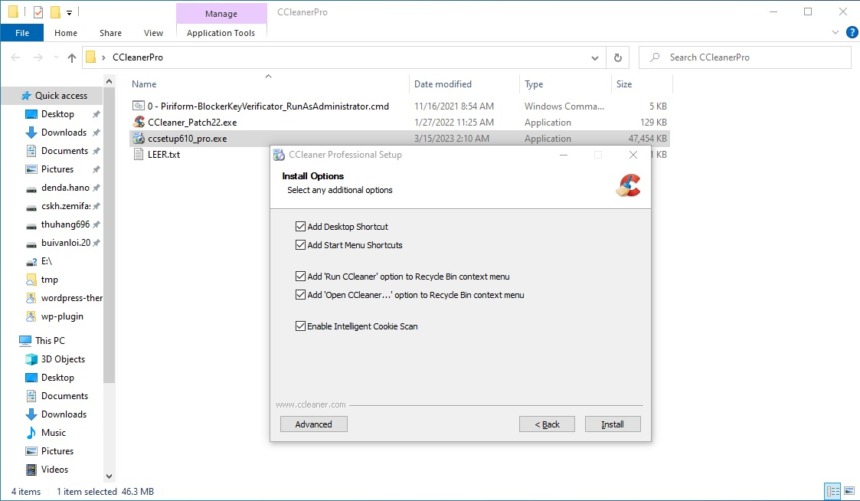 Manage
CCleanerPro
File
Home
Share
View
Application Tools
CCleanerPro
Search CCleanerPro
Name
Date modified
Type
Size
Quick access
Desktop
Downloads
Documents
Pictures
denda.hano
cskh.zemifas
thuhang696
buivanloi.20
E:\
tmp
wordpress-ther
wp-plugin
This PC
3D Objects
Desktop
Documents
Downloads
Music
Pictures
Videos
0 - Piriform-BlockerKeyVerificator_RunAsAdministrator.cmd 11/16/2021 8:54 AM Windows Comma... 5 KB
CCleaner_Patch22.exe 1/27/2022 11:25 AM Application 129 KB
ccsetup610_pro.exe 3/15/2023 2:10 AM Application 47,454 KB
LEER.txt 1 KB
CCleaner Professional Setup
Install Options
Select any additional options
Add Desktop Shortcut
Add Start Menu Shortcuts
Add 'Run CCleaner' option to Recycle Bin context menu
Add 'Open CCleaner...' option to Recycle Bin context menu
Enable Intelligent Cookie Scan
www.ccleaner.com
Advanced
< Back
Install
4 items
1 item selected 46.3 MB